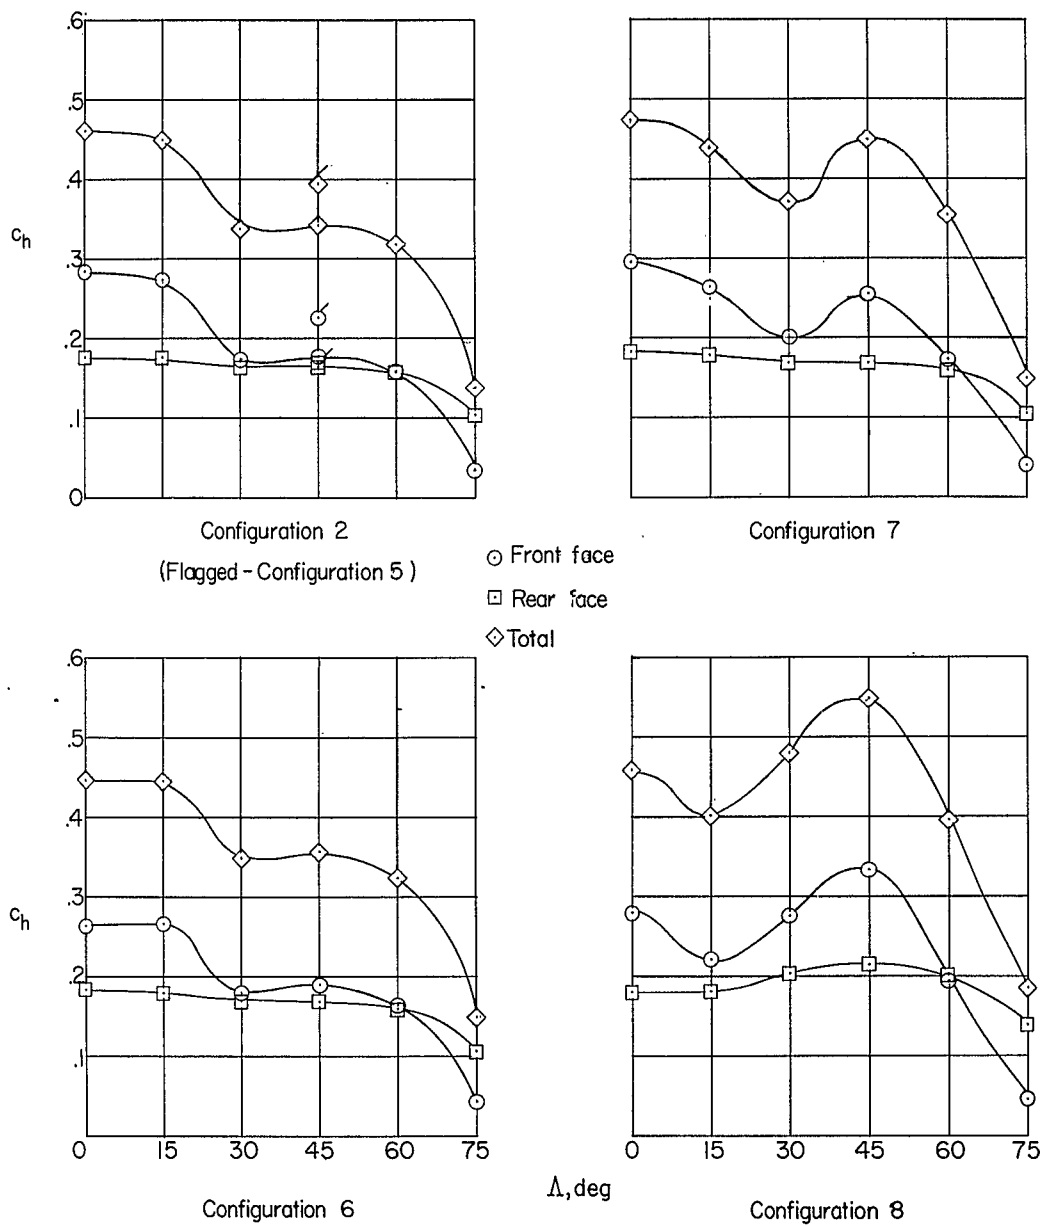 .6
.5
.4
c_h
.3
.2
.1
0
Configuration 2
(Flagged - Configuration 5)
Configuration 7
Front face
Rear face
Total
.6
.5
.4
.3
c_h
.2
.1
0 15 30 45 60 75
0 15 30 45 60 75
Λ, deg
Configuration 6
Configuration 8